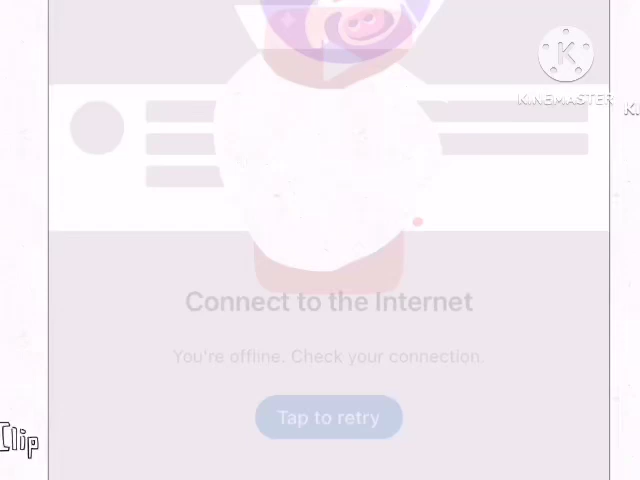 K
KINEMASTER
K
Connect to the Internet
You're offline. Check your connection.
Tap to retry
Clip